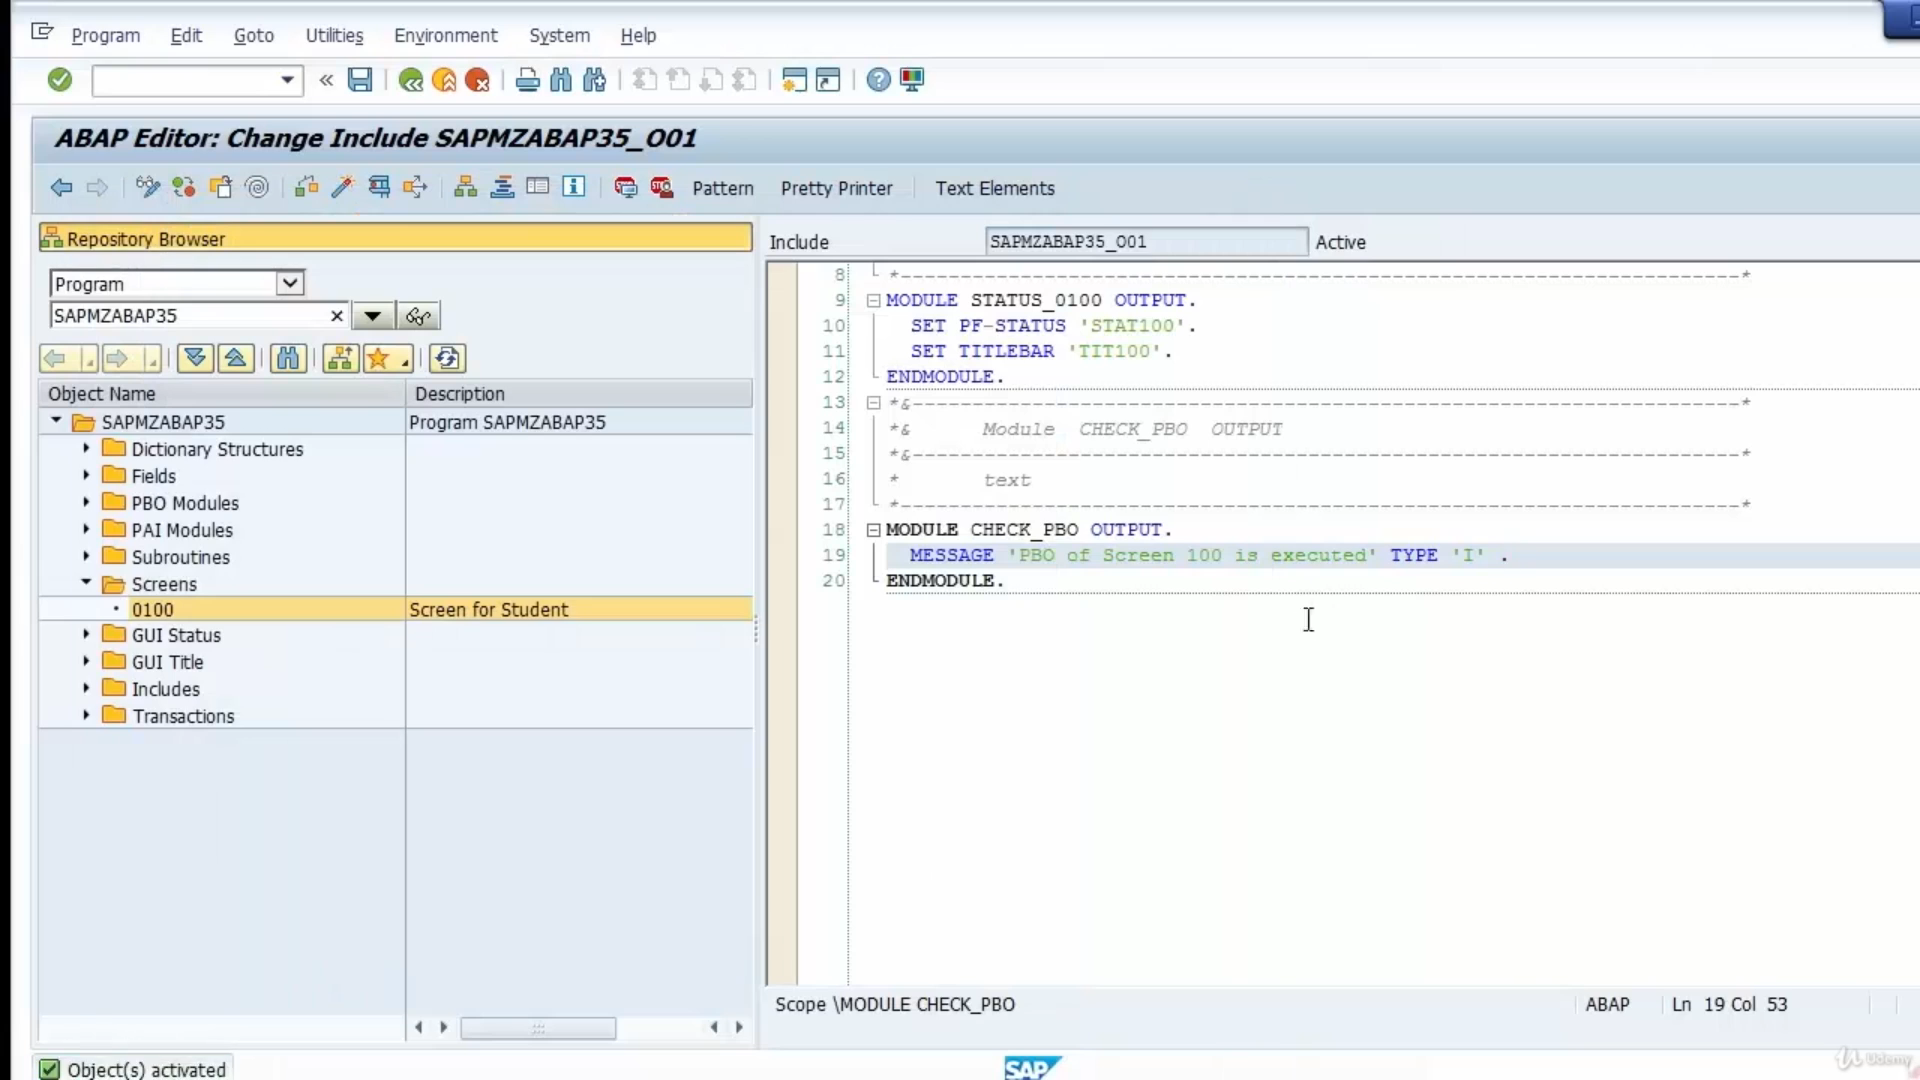 Program Edit Goto Utilities Environment System Help
ABAP Editor: Change Include SAPMZABAP35_O01
Pattern Pretty Printer Text Elements
Repository Browser
Program
SAPMZABAP35
Object Name Description
SAPMZABAP35 Program SAPMZABAP35
Dictionary Structures
Fields
PBO Modules
PAI Modules
Subroutines
Screens
0100 Screen for Student
GUI Status
GUI Title
Includes
Transactions
Include SAPMZABAP35_O01 Active
8 *----------------------------------------------------------------------*
9 MODULE STATUS_0100 OUTPUT.
10 SET PF-STATUS 'STAT100'.
11 SET TITLEBAR 'TIT100'.
12 ENDMODULE.
13 *&---------------------------------------------------------------------*
14 *& Module CHECK_PBO OUTPUT
15 *&---------------------------------------------------------------------*
16 * text
17 *----------------------------------------------------------------------*
18 MODULE CHECK_PBO OUTPUT.
19 MESSAGE 'PBO of Screen 100 is executed' TYPE 'I' .
20 ENDMODULE.
Scope \MODULE CHECK_PBO ABAP Ln 19 Col 53
Object(s) activated
SAP
Udemy